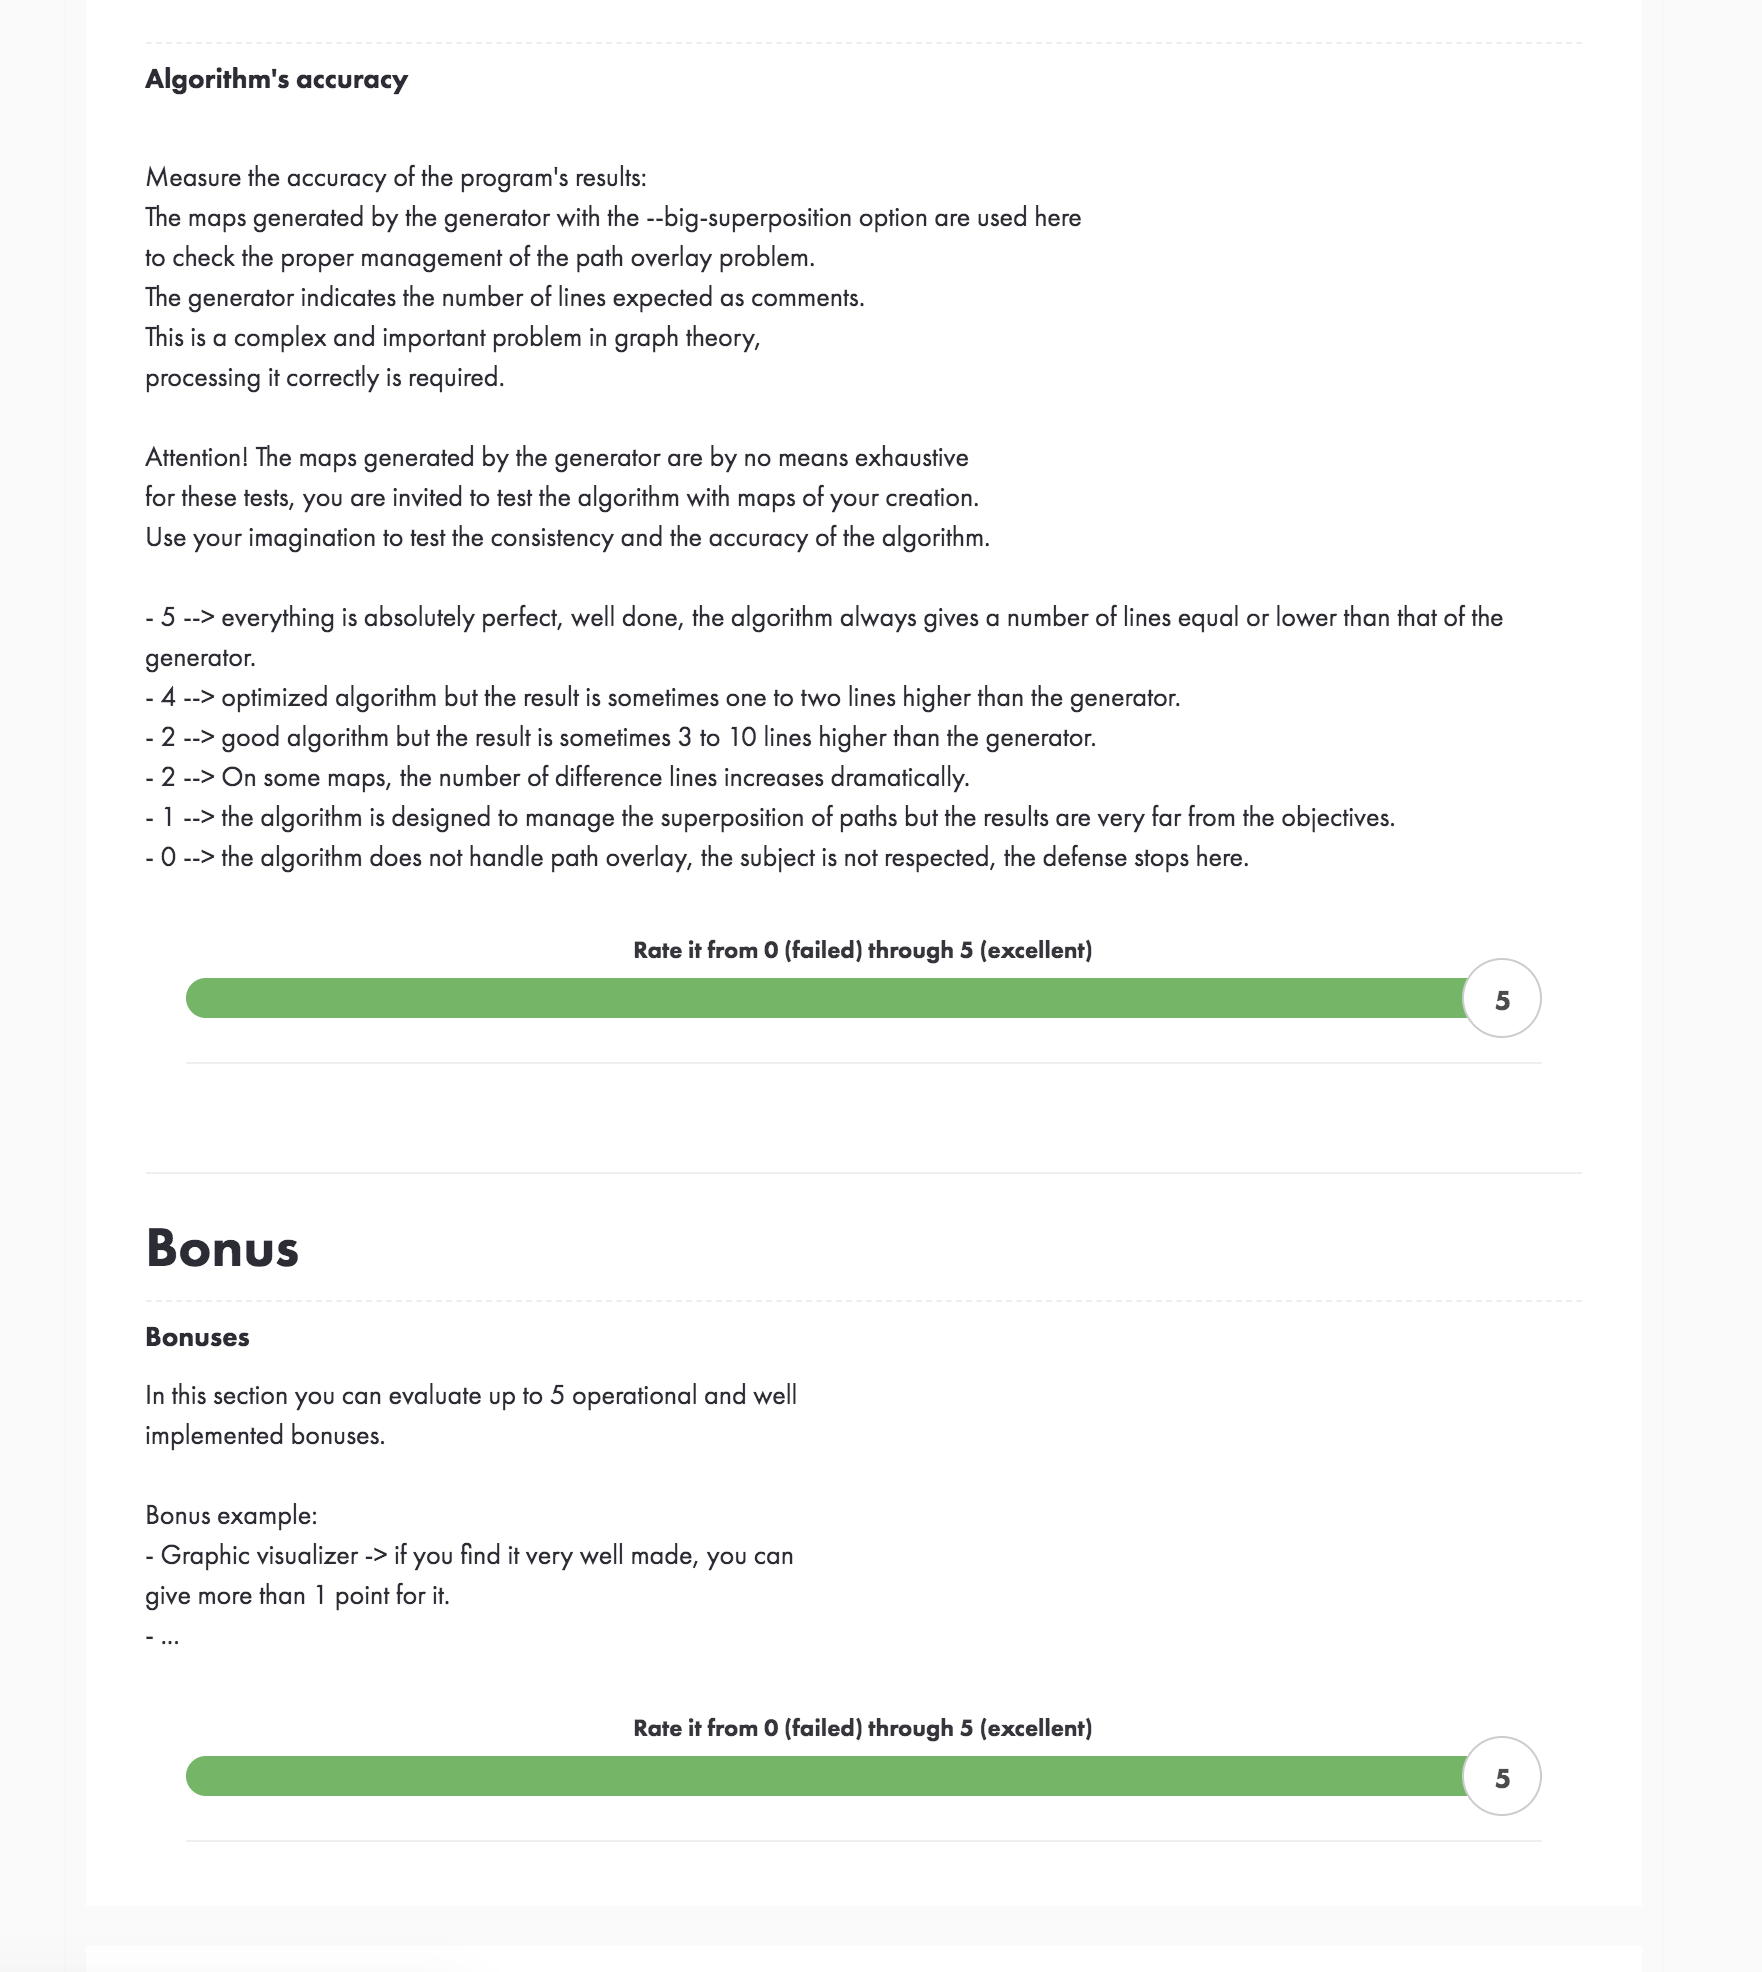 Algorithm's accuracy
Measure the accuracy of the program's results:
The maps generated by the generator with the --big-superposition option are used here
to check the proper management of the path overlay problem.
The generator indicates the number of lines expected as comments.
This is a complex and important problem in graph theory,
processing it correctly is required.
Attention! The maps generated by the generator are by no means exhaustive
for these tests, you are invited to test the algorithm with maps of your creation.
Use your imagination to test the consistency and the accuracy of the algorithm.
- 5 --> everything is absolutely perfect, well done, the algorithm always gives a number of lines equal or lower than that of the
generator.
- 4 --> optimized algorithm but the result is sometimes one to two lines higher than the generator.
- 2 --> good algorithm but the result is sometimes 3 to 10 lines higher than the generator.
- 2 --> On some maps, the number of difference lines increases dramatically.
- 1 --> the algorithm is designed to manage the superposition of paths but the results are very far from the objectives.
- 0 --> the algorithm does not handle path overlay, the subject is not respected, the defense stops here.
Rate it from 0 (failed) through 5 (excellent)
5
Bonus
Bonuses
In this section you can evaluate up to 5 operational and well
implemented bonuses.
Bonus example:
- Graphic visualizer -> if you find it very well made, you can
give more than 1 point for it.
- ...
Rate it from 0 (failed) through 5 (excellent)
5